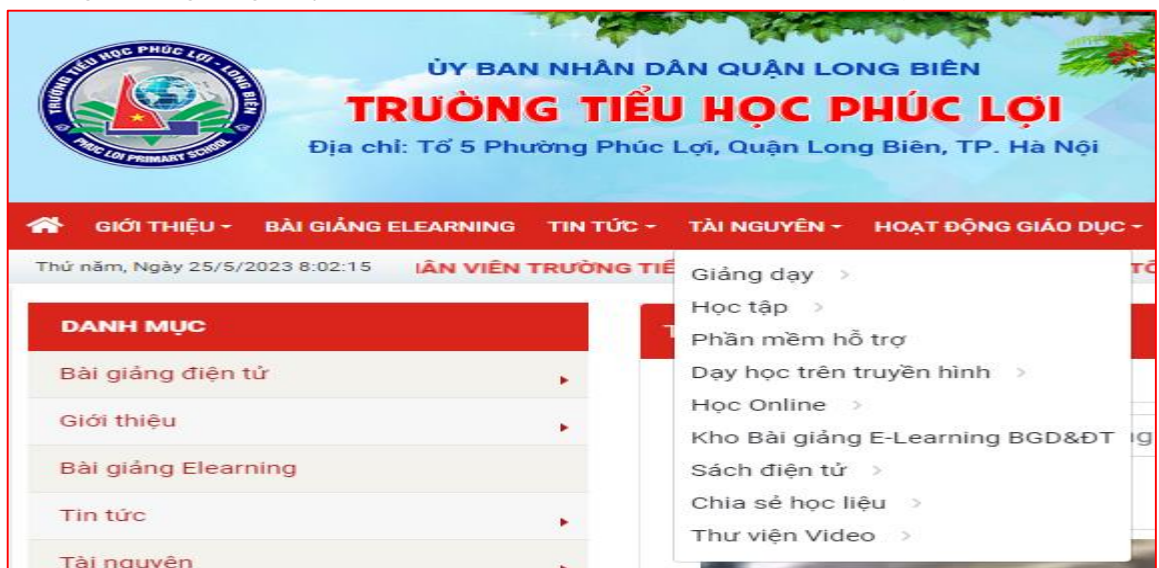 TRƯỜNG TIỂU HỌC PHÚC LỢI - LONG BIÊN
PHUC LOI PRIMARY SCHOOL
ỦY BAN NHÂN DÂN QUẬN LONG BIÊN
TRƯỜNG TIỂU HỌC PHÚC LỢI
Địa chỉ: Tổ 5 Phường Phúc Lợi, Quận Long Biên, TP. Hà Nội
GIỚI THIỆU BÀI GIẢNG ELEARNING TIN TỨC TÀI NGUYÊN HOẠT ĐỘNG GIÁO DỤC
Thứ năm, Ngày 25/5/2023 8:02:15 VIÊN TRƯỜNG
DANH MỤC
Bài giảng điện tử
Giới thiệu
Bài giảng Elearning
Tin tức
Tài nguyên
Giảng dạy >
Học tập >
Phần mềm hỗ trợ
Dạy học trên truyền hình >
Học Online >
Kho Bài giảng E-Learning BGD&ĐT
Sách điện tử >
Chia sẻ học liệu >
Thư viện Video >